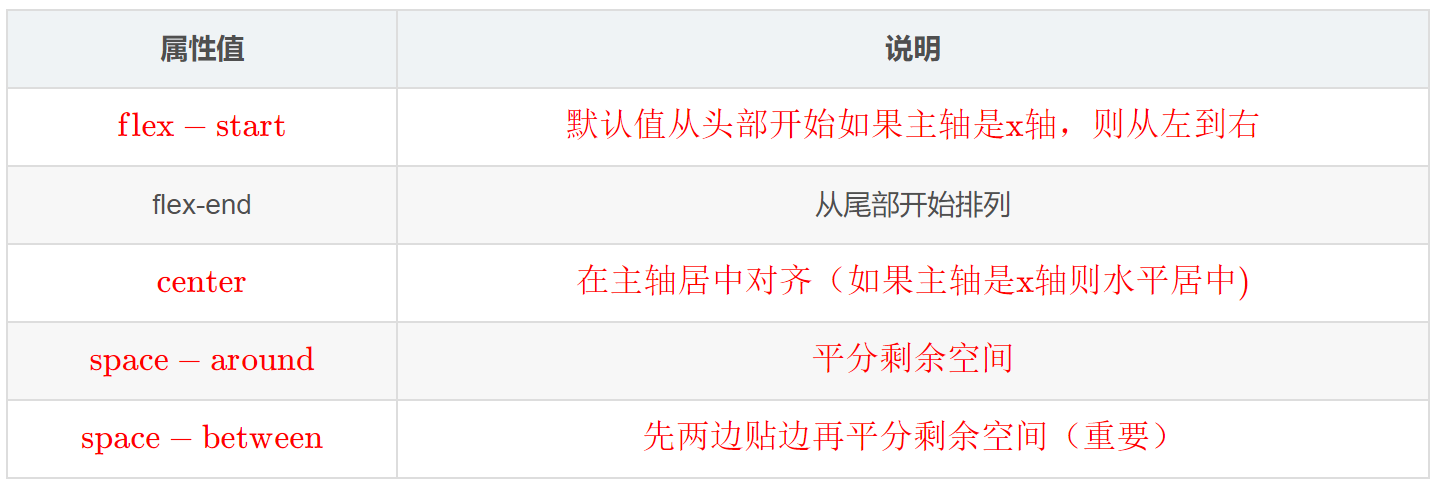 属性值 说明
flex − start 默认值从头部开始如果主轴是x轴，则从左到右
flex-end 从尾部开始排列
center 在主轴居中对齐（如果主轴是x轴则水平居中)
space − around 平分剩余空间
space − between 先两边贴边再平分剩余空间（重要）